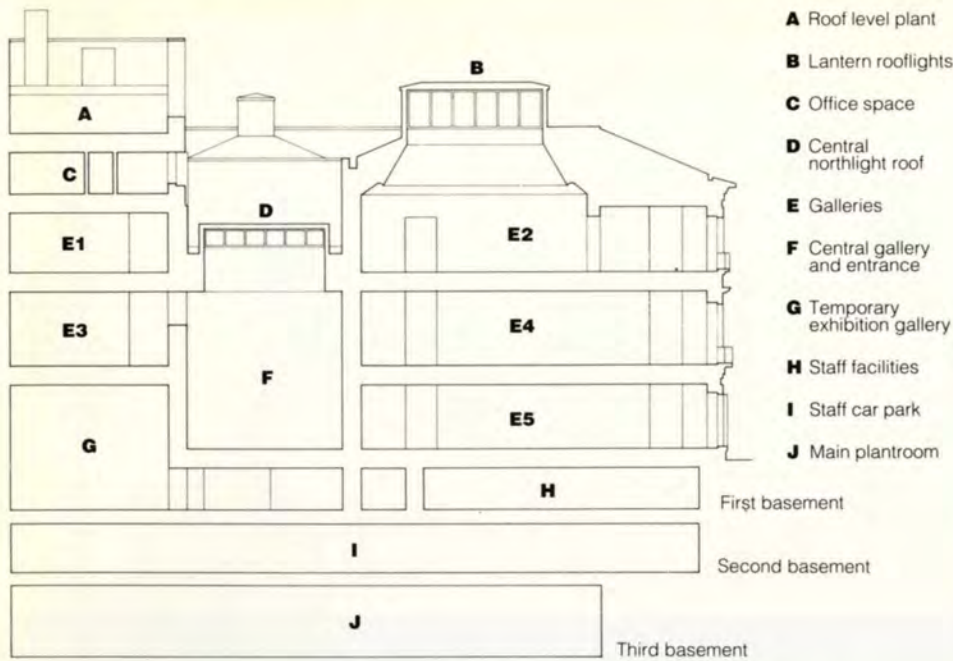 A
B
C
D
E1
E2
E3
E4
F
E5
G
H
First basement
I
Second basement
J
Third basement
A Roof level plant
B Lantern rooflights
C Office space
D Central
northlight roof
E Galleries
F Central gallery
and entrance
G Temporary
exhibition gallery
H Staff facilities
I Staff car park
J Main plantroom